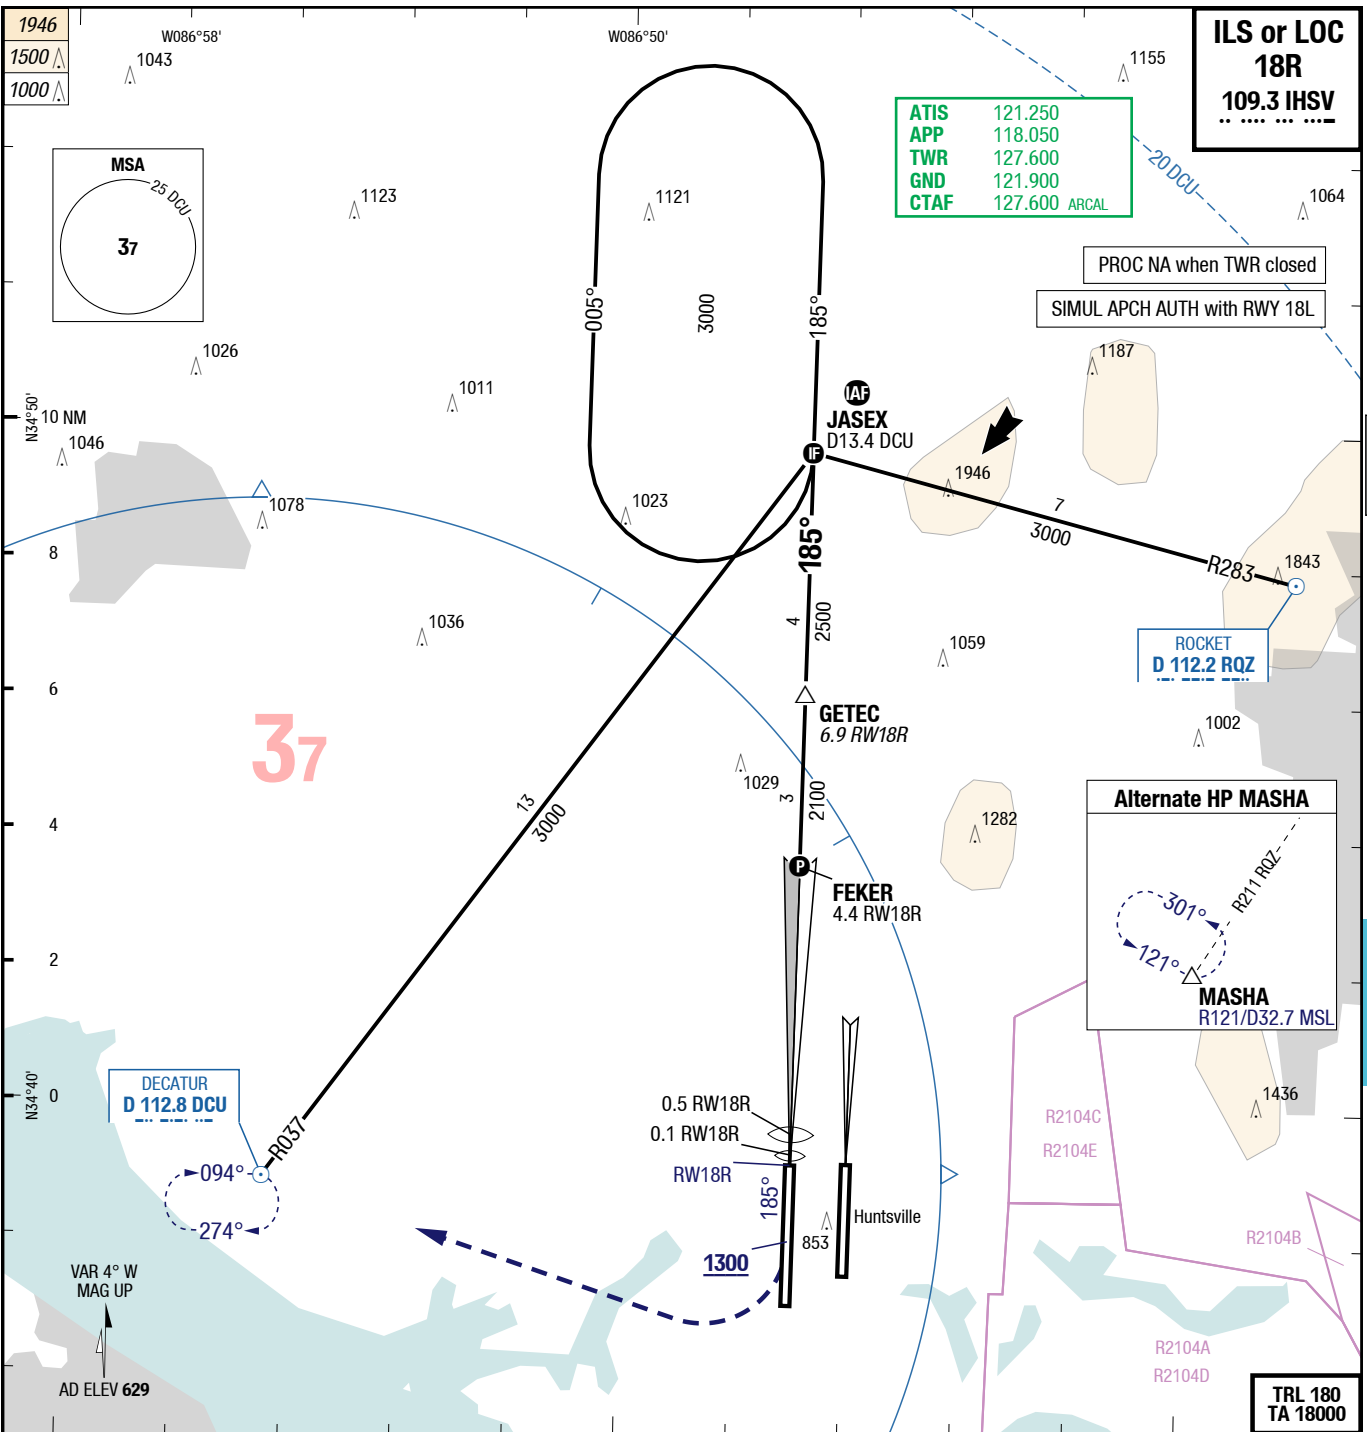 1946
1500
1000
W086°58'
W086°50'
1043
1155
ILS or LOC
18R
109.3 IHSV
ATIS 121.250
APP 118.050
TWR 127.600
GND 121.900
CTAF 127.600 ARCAL
20 DCU
MSA
25 DCU
37
1123
1121
1064
PROC NA when TWR closed
SIMUL APCH AUTH with RWY 18L
005°
3000
185°
1026
1011
1187
N34°50'
10 NM
1046
IAF
JASEX
D13.4 DCU
IF
1946
1078
1023
7
3000
R283
1843
185°
8
4
2500
1036
1059
ROCKET
D 112.2 RQZ
6
GETEC
6.9 RW18R
37
1002
1029
3
2100
13
3000
4
1282
Alternate HP MASHA
R211 RQZ
301°
121°
MASHA
R121/D32.7 MSL
P
FEKER
4.4 RW18R
2
N34°40'
0
DECATUR
D 112.8 DCU
R037
094°
274°
0.5 RW18R
0.1 RW18R
RW18R
185°
1300
853
Huntsville
1436
R2104C
R2104E
R2104B
R2104A
R2104D
VAR 4° W
MAG UP
AD ELEV 629
TRL 180
TA 18000